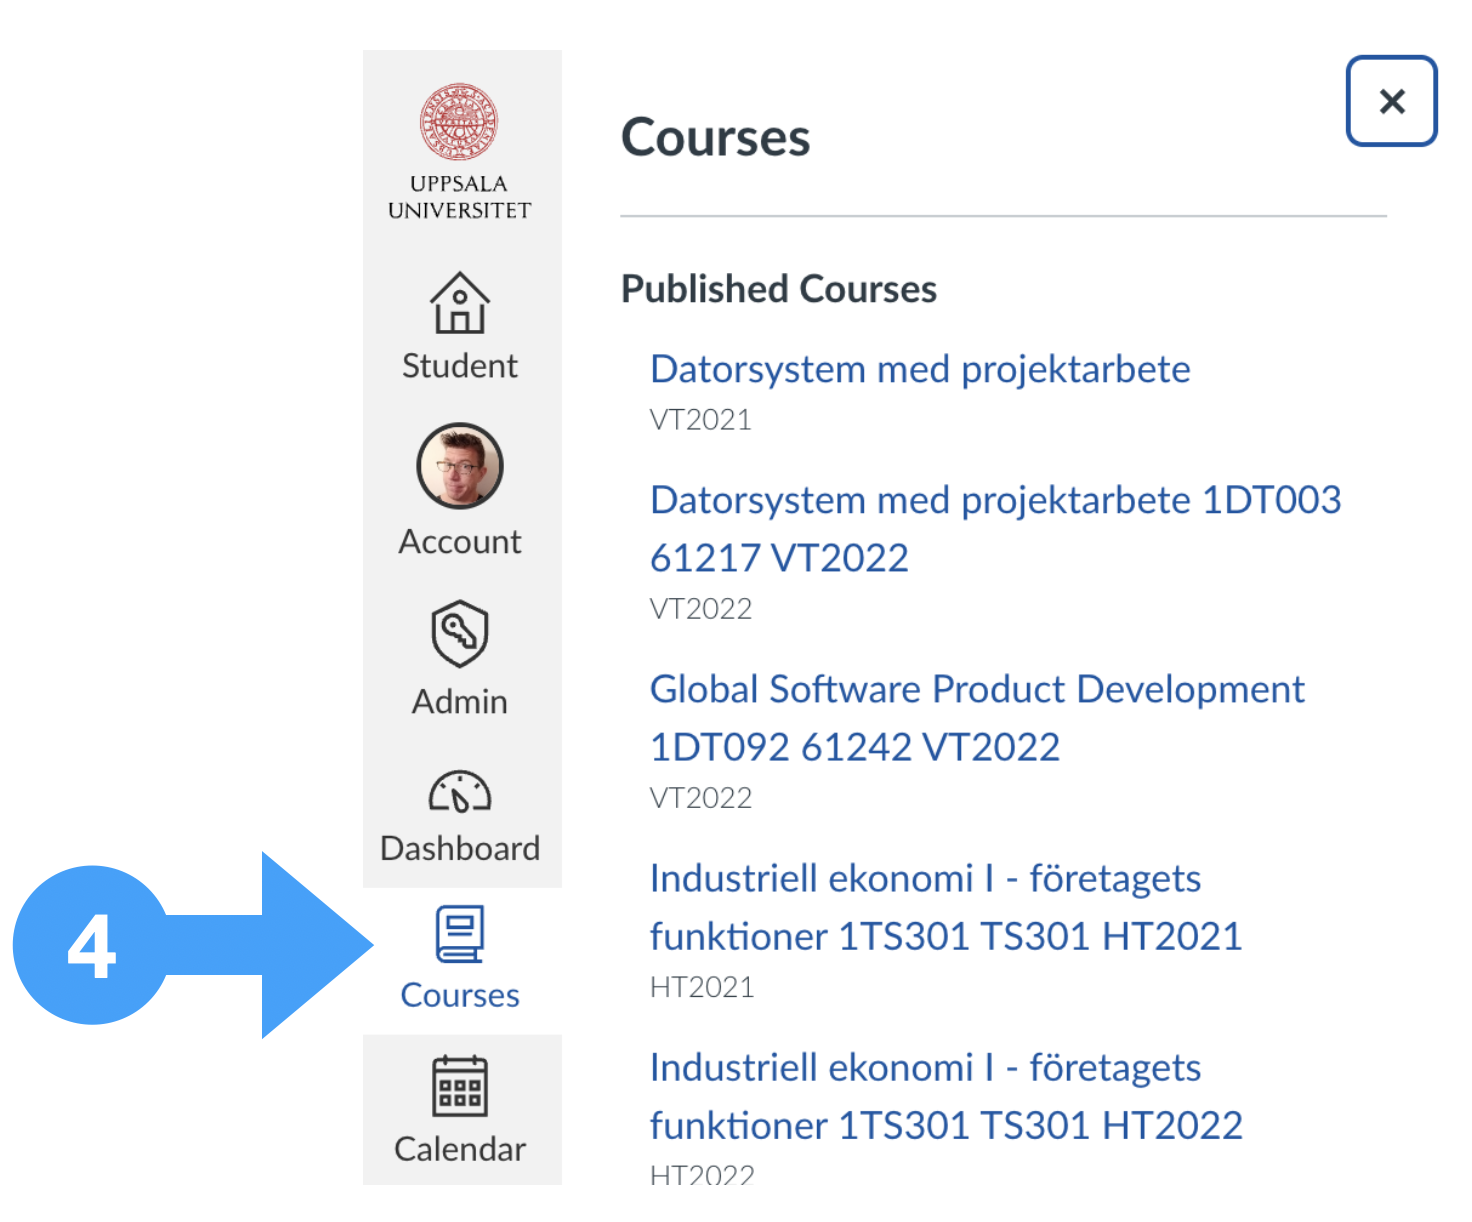 UPPSALA
UNIVERSITET
Student
Account
Admin
Dashboard
4
Courses
Calendar
Courses
×
Published Courses
Datorsystem med projektarbete
VT2021
Datorsystem med projektarbete 1DT003
61217 VT2022
VT2022
Global Software Product Development
1DT092 61242 VT2022
VT2022
Industriell ekonomi I - företagets
funktioner 1TS301 TS301 HT2021
HT2021
Industriell ekonomi I - företagets
funktioner 1TS301 TS301 HT2022
HT2022